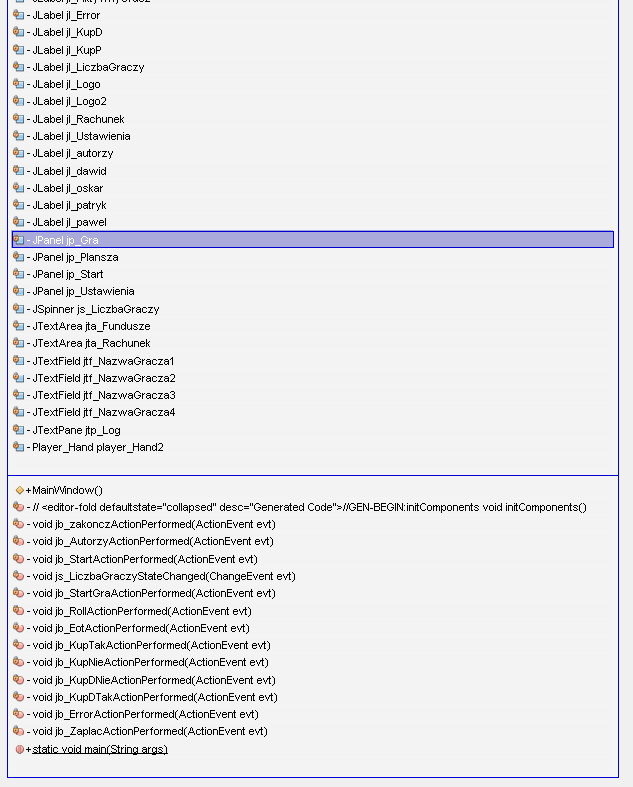 - JLabel jl_Error
- JLabel jl_KupD
- JLabel jl_KupP
- JLabel jl_LiczbaGraczy
- JLabel jl_Logo
- JLabel jl_Logo2
- JLabel jl_Rachunek
- JLabel jl_Ustawienia
- JLabel jl_autorzy
- JLabel jl_dawid
- JLabel jl_oskar
- JLabel jl_patryk
- JLabel jl_pawel
- JPanel jp_Gra
- JPanel jp_Plansza
- JPanel jp_Start
- JPanel jp_Ustawienia
- JSpinner js_LiczbaGraczy
- JTextArea jta_Fundusze
- JTextArea jta_Rachunek
- JTextField jtf_NazwaGracza1
- JTextField jtf_NazwaGracza2
- JTextField jtf_NazwaGracza3
- JTextField jtf_NazwaGracza4
- JTextPane jtp_Log
- Player_Hand player_Hand2
+MainWindow()
- // <editor-fold defaultstate="collapsed" desc="Generated Code">//GEN-BEGIN:initComponents void initComponents()
- void jb_zakonczActionPerformed(ActionEvent evt)
- void jb_AutorzyActionPerformed(ActionEvent evt)
- void jb_StartActionPerformed(ActionEvent evt)
- void js_LiczbaGraczyStateChanged(ChangeEvent evt)
- void jb_StartGraActionPerformed(ActionEvent evt)
- void jb_RollActionPerformed(ActionEvent evt)
- void jb_EotActionPerformed(ActionEvent evt)
- void jb_KupTakActionPerformed(ActionEvent evt)
- void jb_KupNieActionPerformed(ActionEvent evt)
- void jb_KupDNieActionPerformed(ActionEvent evt)
- void jb_KupDTakActionPerformed(ActionEvent evt)
- void jb_ErrorActionPerformed(ActionEvent evt)
- void jb_ZaplacActionPerformed(ActionEvent evt)
+static void main(String args)